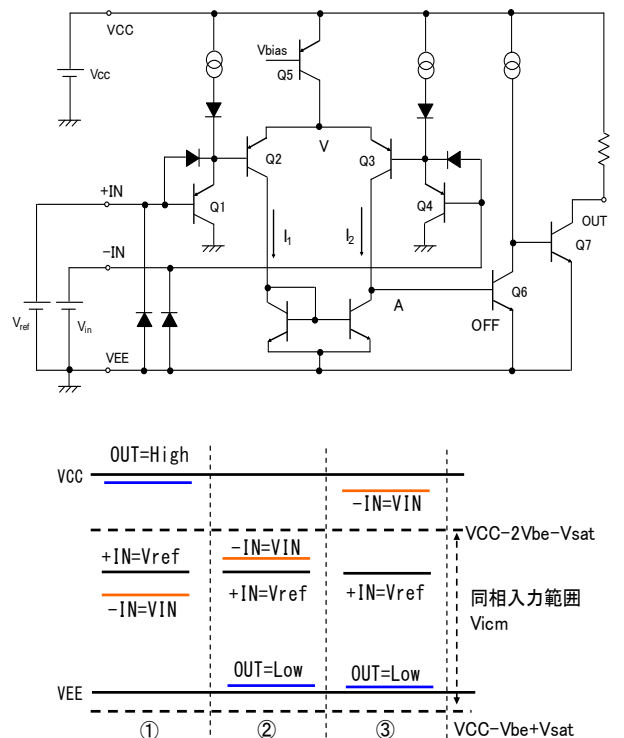 VCC
Vcc
Vbias
Q5
Q2
V
Q3
+IN
Q1
Q4
OUT
I1
I2
Q7
-IN
A
Q6
OFF
Vref
Vin
VEE
OUT=High
VCC
-IN=VIN
VCC-2Vbe-Vsat
+IN=Vref
-IN=VIN
-IN=VIN
+IN=Vref
+IN=Vref
同相入力範囲
Vicm
OUT=Low
OUT=Low
VEE
① ② ③
VCC-Vbe+Vsat